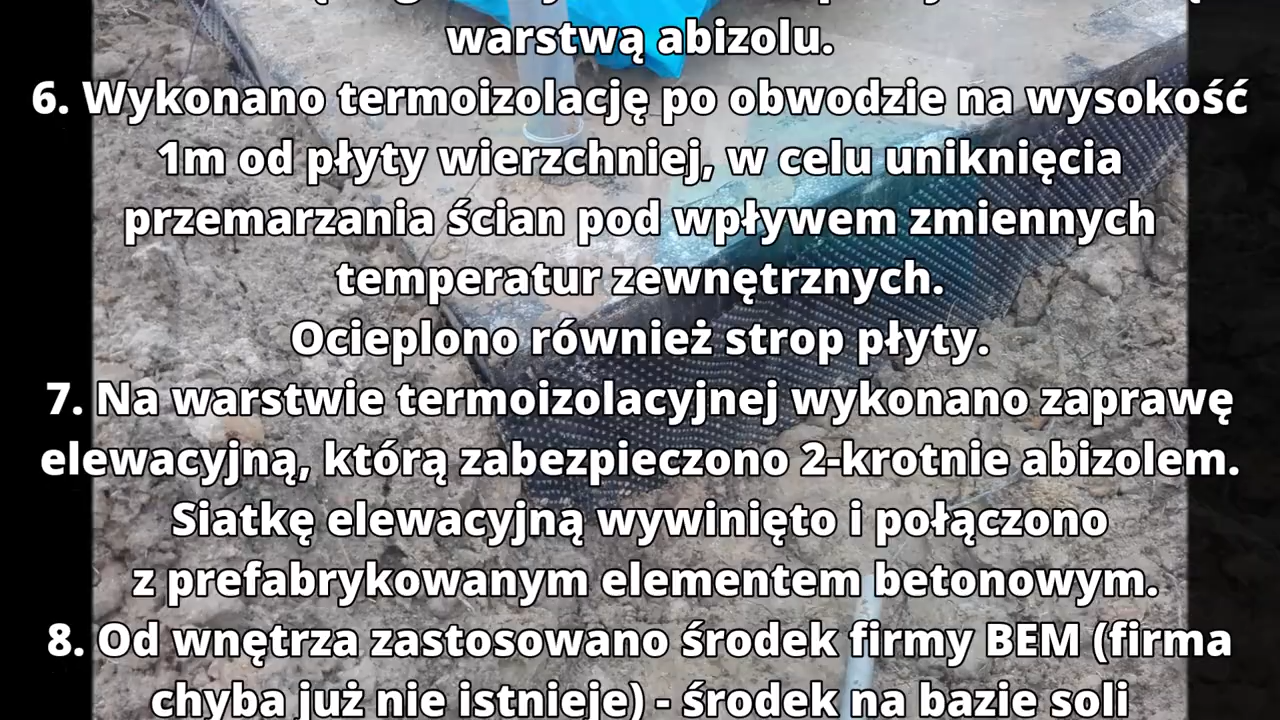 warstwą abizolu.
6. Wykonano termoizolację po obwodzie na wysokość
1m od płyty wierzchniej, w celu uniknięcia
przemarzania ścian pod wpływem zmiennych
temperatur zewnętrznych.
Ocieplono również strop płyty.
7. Na warstwie termoizolacyjnej wykonano zaprawę
elewacyjną, którą zabezpieczono 2-krotnie abizolem.
Siatkę elewacyjną wywinięto i połączono
z prefabrykowanym elementem betonowym.
8. Od wnętrza zastosowano środek firmy BEM (firma
chyba już nie istnieje) - środek na bazie soli